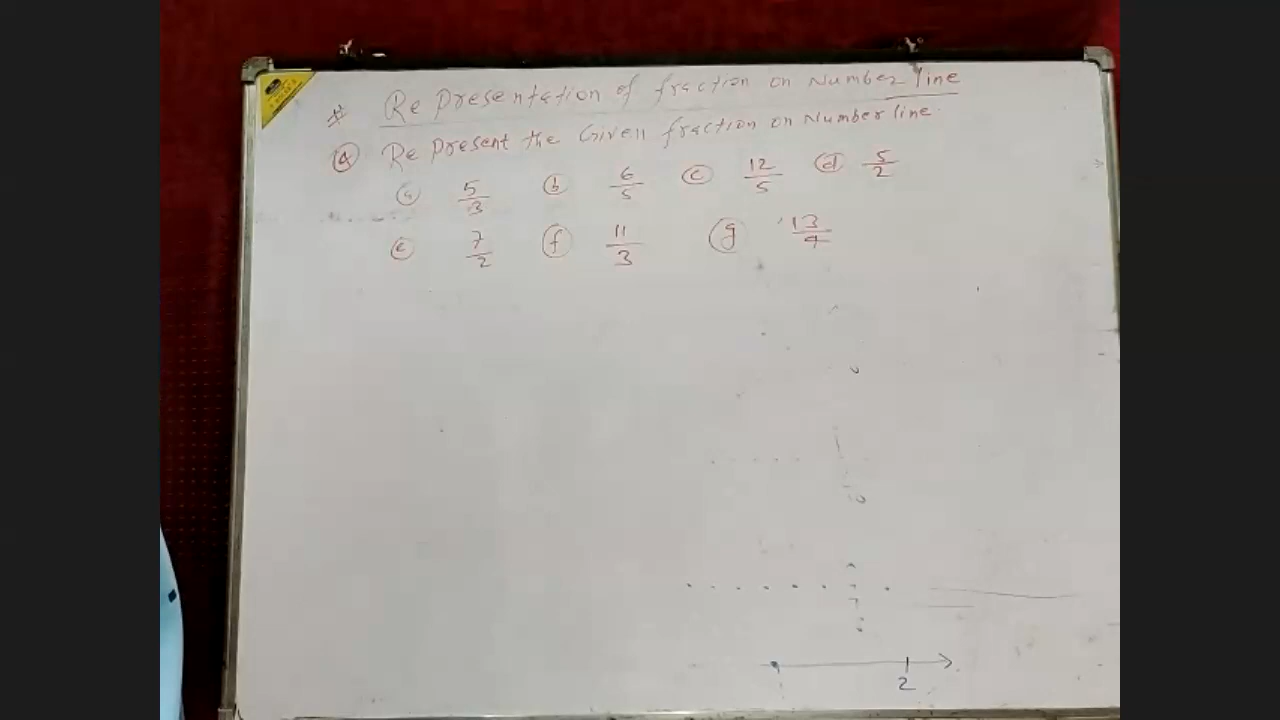 # Representation of fraction on Number line
Q Represent the Given fraction on Number line.
(a) 5/3 (b) 6/5 (c) 12/5 (d) 5/2
(e) 7/2 (f) 11/3 (g) 13/4
2